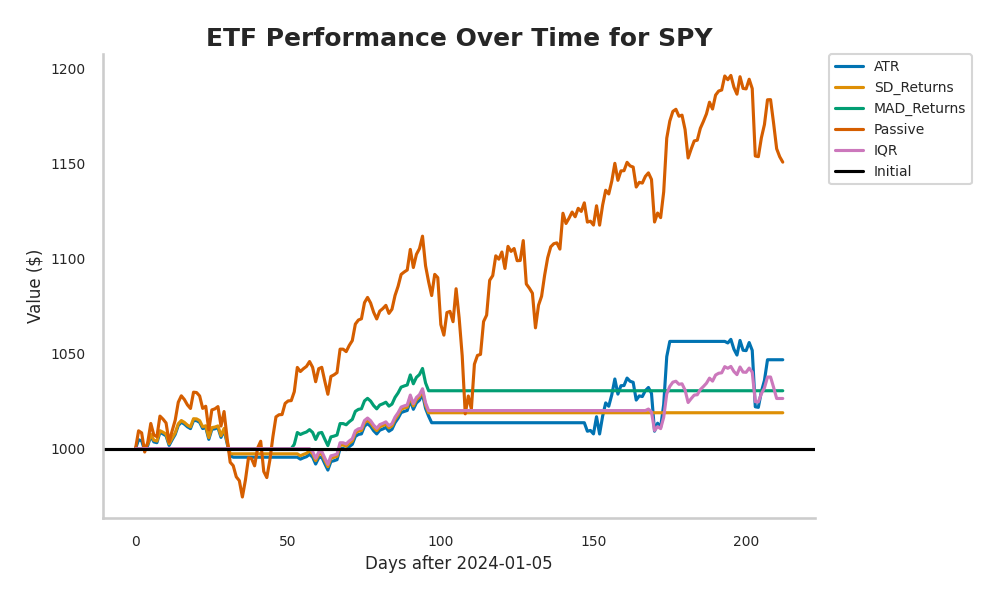 ETF Performance Over Time for SPY
Value ($)
1200
1150
1100
1050
1000
0
50
100
150
200
Days after 2024-01-05
ATR
SD_Returns
MAD_Returns
Passive
IQR
Initial